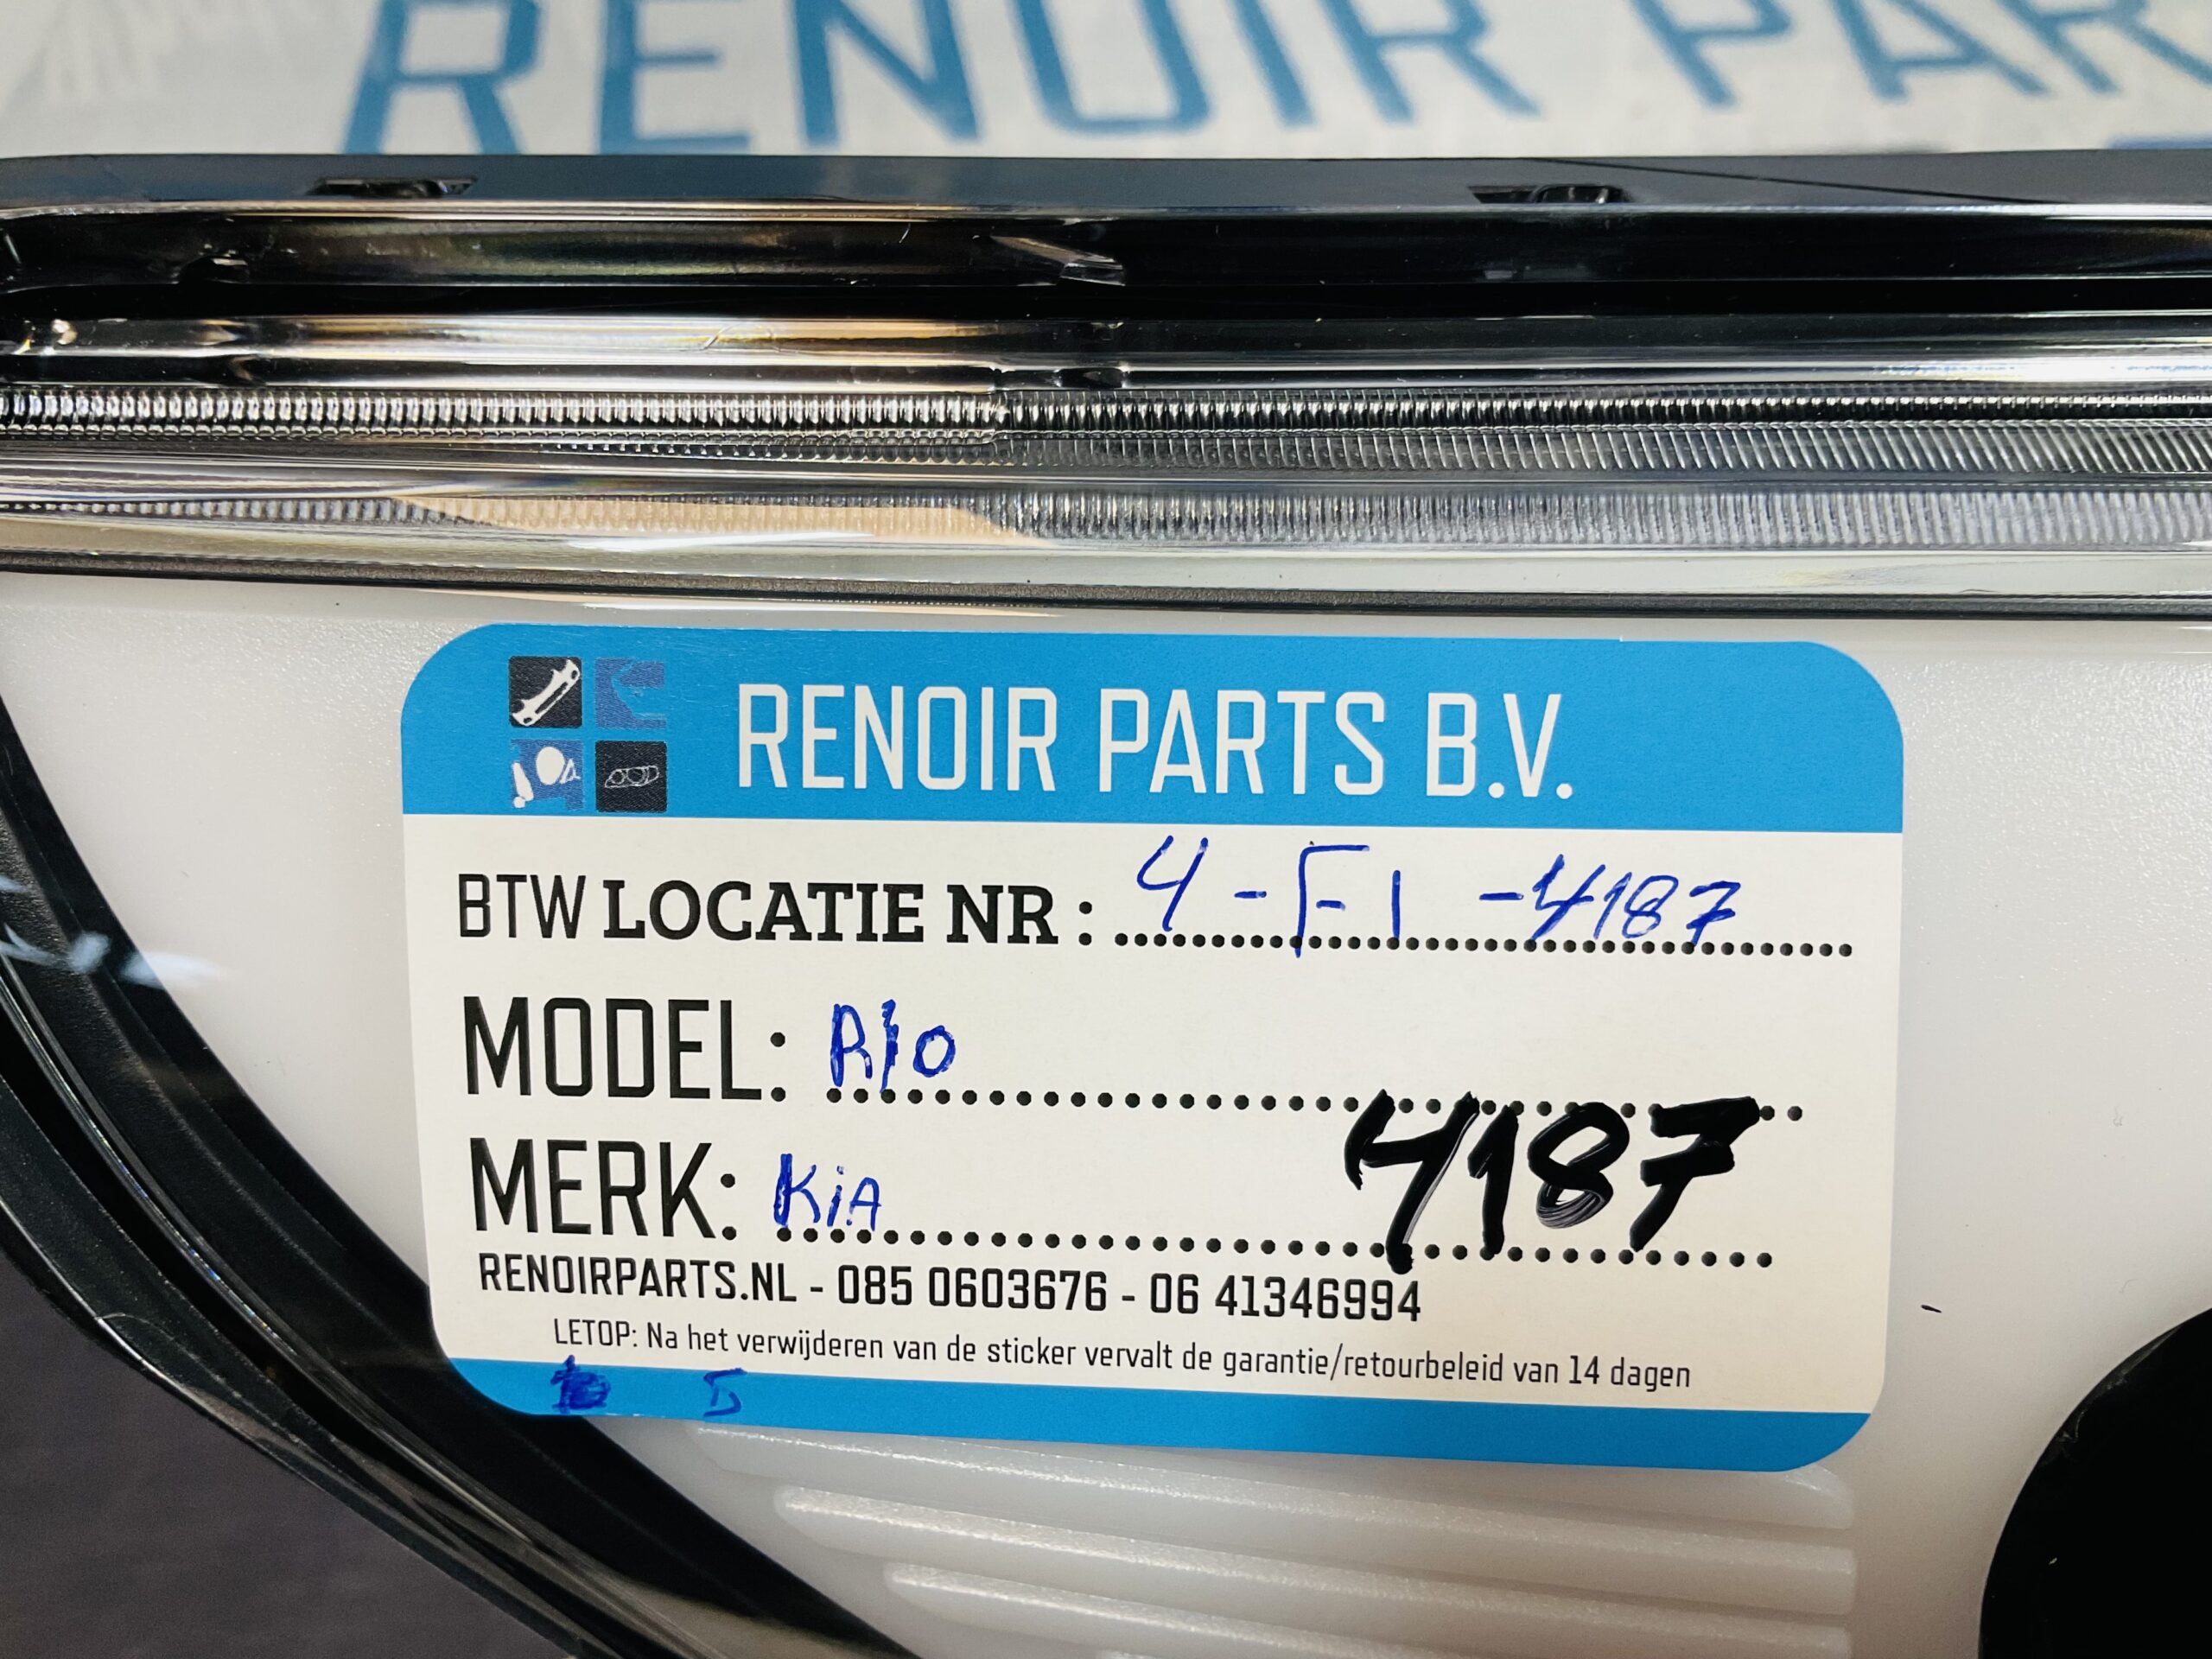 RENOIR PAR
RENOIR PARTS B.V.
BTW LOCATIE NR : 4 - F1 - 4187
MODEL: RIO
4187
MERK: KiA
RENOIRPARTS.NL - 085 0603676 - 06 41346994
LETOP: Na het verwijderen van de sticker vervalt de garantie/retourbeleid van 14 dagen